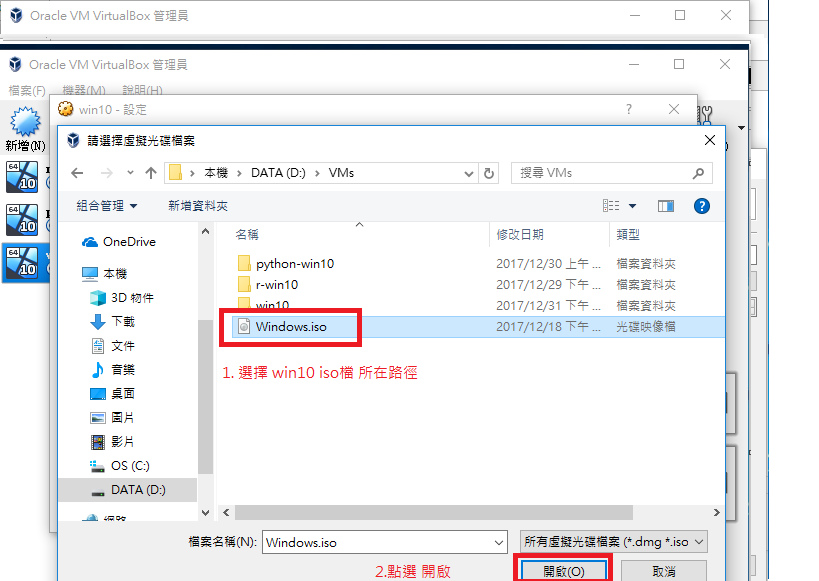 Oracle VM VirtualBox 管理員
Oracle VM VirtualBox 管理員
檔案(F) 機器(M) 說明(H)
win10 - 設定
新增(N)
請選擇虛擬光碟檔案
本機 › DATA (D:) › VMs
搜尋 VMs
組合管理 新增資料夾
名稱 修改日期 類型
OneDrive
本機
3D 物件
下載
文件
音樂
桌面
圖片
影片
OS (C:)
DATA (D:)
網路
python-win10 2017/12/30 上午 ... 檔案資料夾
r-win10 2017/12/29 下午 ... 檔案資料夾
win10 2017/12/31 下午 ... 檔案資料夾
Windows.iso 2017/12/18 下午 ... 光碟映像檔
1. 選擇 win10 iso檔 所在路徑
檔案名稱(N): Windows.iso 所有虛擬光碟檔案 (*.dmg *.iso
2.點選 開啟
開啟(O) 取消
64
10
64
10
64
10